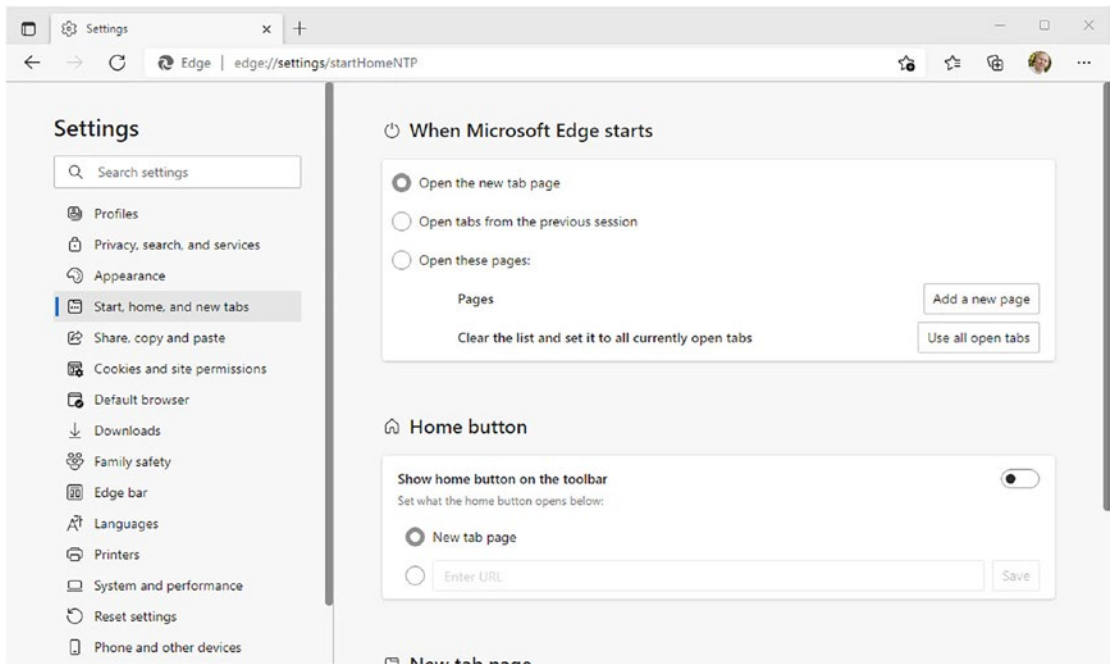 Settings
Edge | edge://settings/startHomeNTP
Settings
Search settings
Profiles
Privacy, search, and services
Appearance
Start, home, and new tabs
Share, copy and paste
Cookies and site permissions
Default browser
Downloads
Family safety
Edge bar
Languages
Printers
System and performance
Reset settings
Phone and other devices
When Microsoft Edge starts
Open the new tab page
Open tabs from the previous session
Open these pages:
Pages
Add a new page
Clear the list and set it to all currently open tabs
Use all open tabs
Home button
Show home button on the toolbar
Set what the home button opens below:
New tab page
Enter URL
Save
New tab page